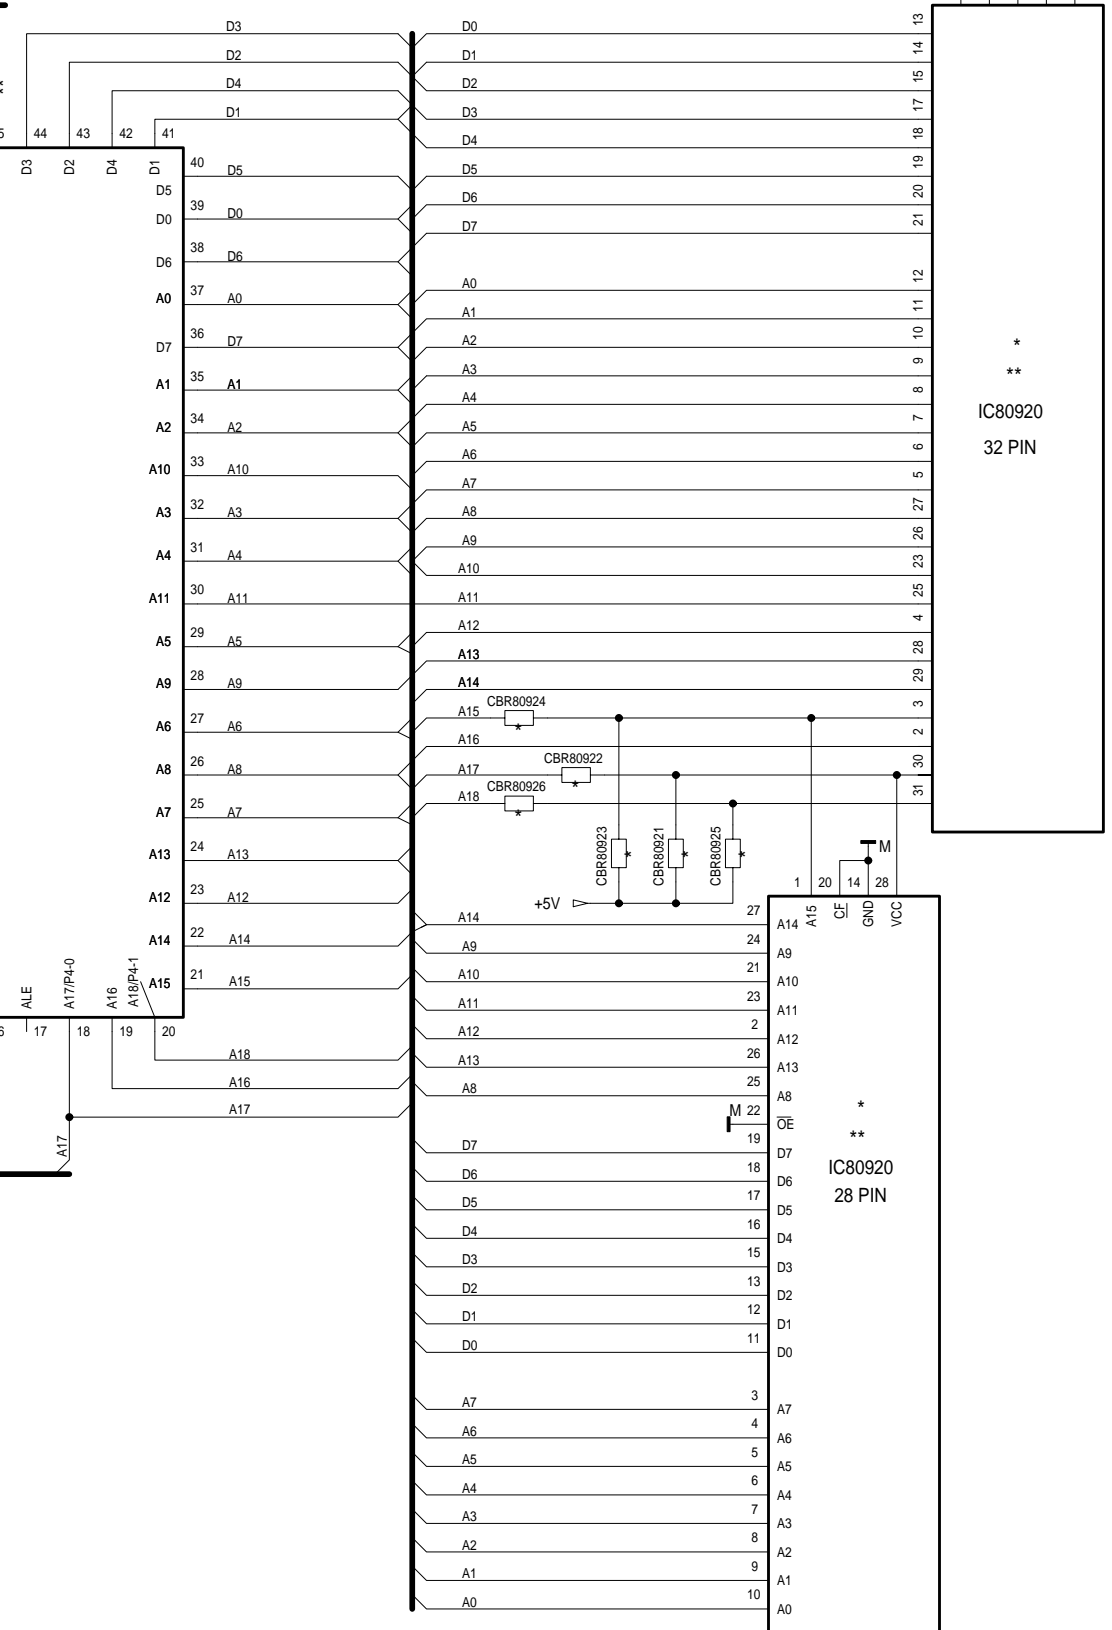 D3
D2
D4
D1
**
5
44
43
42
41
D3
D2
D4
D1
40
D5
D5
39
D0
D0
38
D6
D6
37
A0
A0
36
D7
D7
35
A1
A1
34
A2
A2
33
A10
A10
32
A3
A3
31
A4
A4
30
A11
A11
29
A5
A5
28
A9
A9
27
A6
A6
26
A8
A8
25
A7
A7
24
A13
A13
23
A12
A12
22
A14
A14
21
A15
A15
ALE
A17/P4-0
A16
A18/P4-1
6
17
18
19
20
A18
A16
A17
A17
D0
13
D1
14
D2
15
D3
17
D4
18
D5
19
D6
20
D7
21
A0
12
A1
11
A2
10
A3
9
A4
8
A5
7
A6
6
A7
5
A8
27
A9
26
A10
23
A11
25
A12
4
A13
28
A14
29
A15
CBR80924
*
3
A16
2
A17
CBR80922
*
30
A18
CBR80926
*
31
*
**
IC80920
32 PIN
CBR80923
*
CBR80921
*
CBR80925
*
+5V
M
1
20
14
28
A15
CF
GND
VCC
A14
27
A14
A9
24
A9
A10
21
A10
A11
23
A11
A12
2
A12
A13
26
A13
A8
25
A8
M
22
OE
D7
19
D7
D6
18
D6
D5
17
D5
D4
16
D4
D3
15
D3
D2
13
D2
D1
12
D1
D0
11
D0
A7
3
A7
A6
4
A6
A5
5
A5
A4
6
A4
A3
7
A3
A2
8
A2
A1
9
A1
A0
10
A0
*
**
IC80920
28 PIN